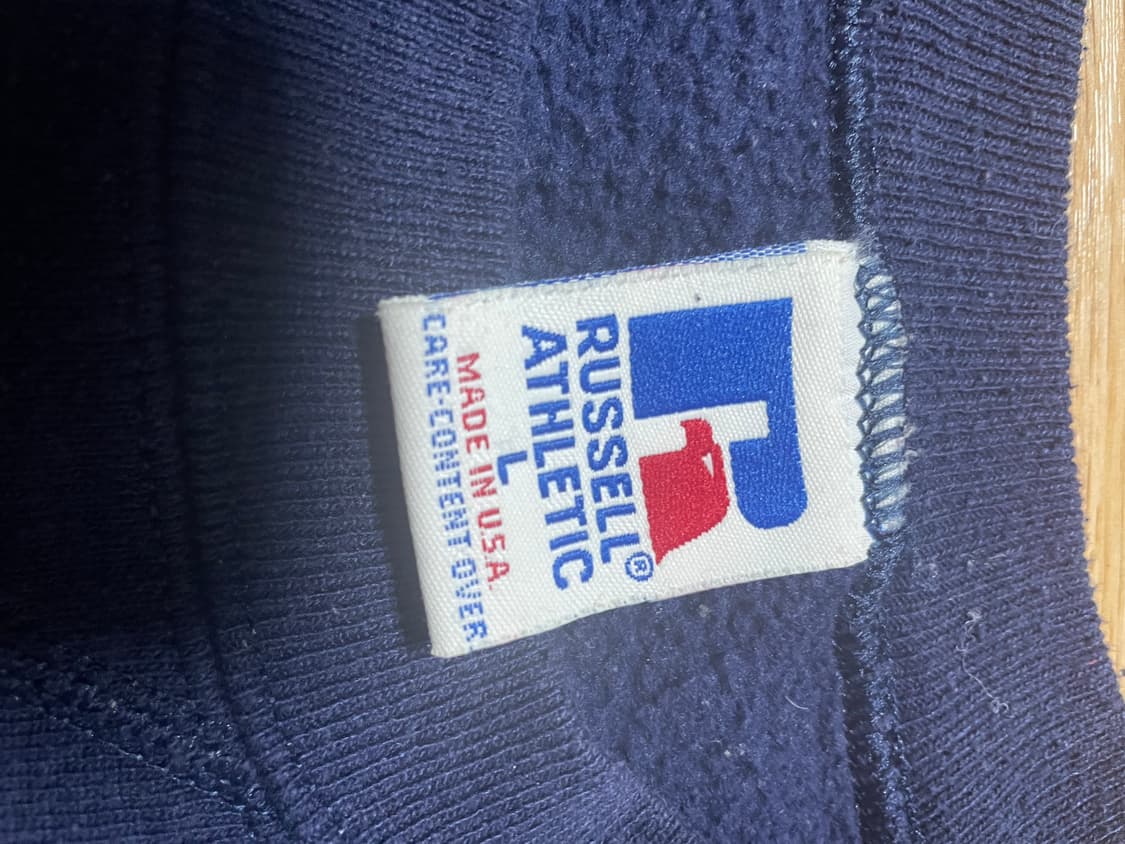 RUSSELL®
ATHLETIC
L
MADE IN U.S.A.
CARE-CONTENT OVER